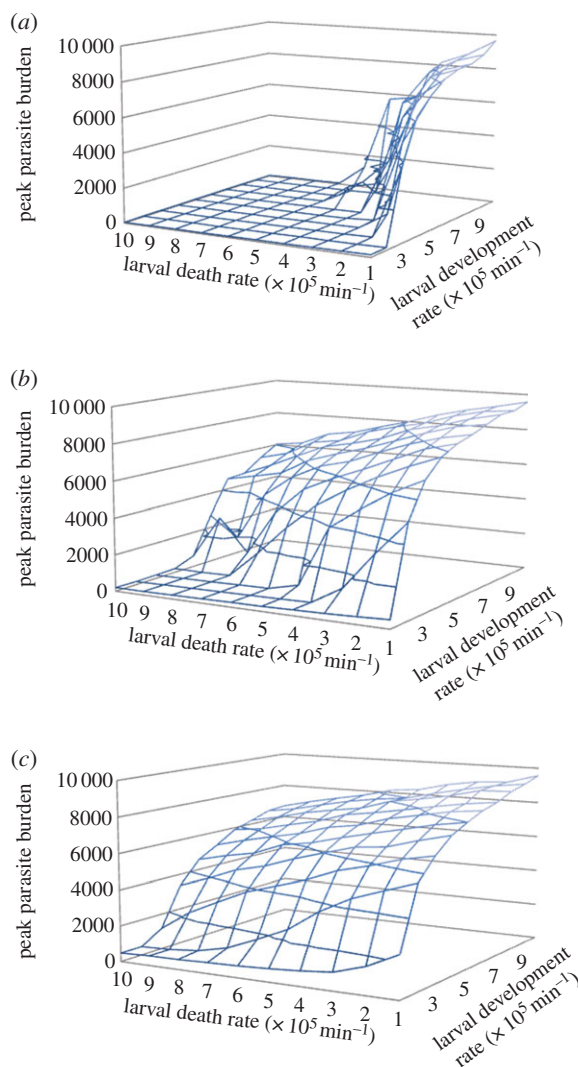 (a)
10 000
8000
6000
4000
2000
0
peak parasite burden
10 9 8 7 6 5 4 3 2 1
larval death rate (× 10⁵ min⁻¹)
3 5 7 9
larval development
rate (× 10⁵ min⁻¹)
(b)
10 000
8000
6000
4000
2000
0
peak parasite burden
10 9 8 7 6 5 4 3 2 1
larval death rate (× 10⁵ min⁻¹)
3 5 7 9
larval development
rate (× 10⁵ min⁻¹)
(c)
10 000
8000
6000
4000
2000
0
peak parasite burden
10 9 8 7 6 5 4 3 2 1
larval death rate (× 10⁵ min⁻¹)
3 5 7 9
larval development
rate (× 10⁵ min⁻¹)